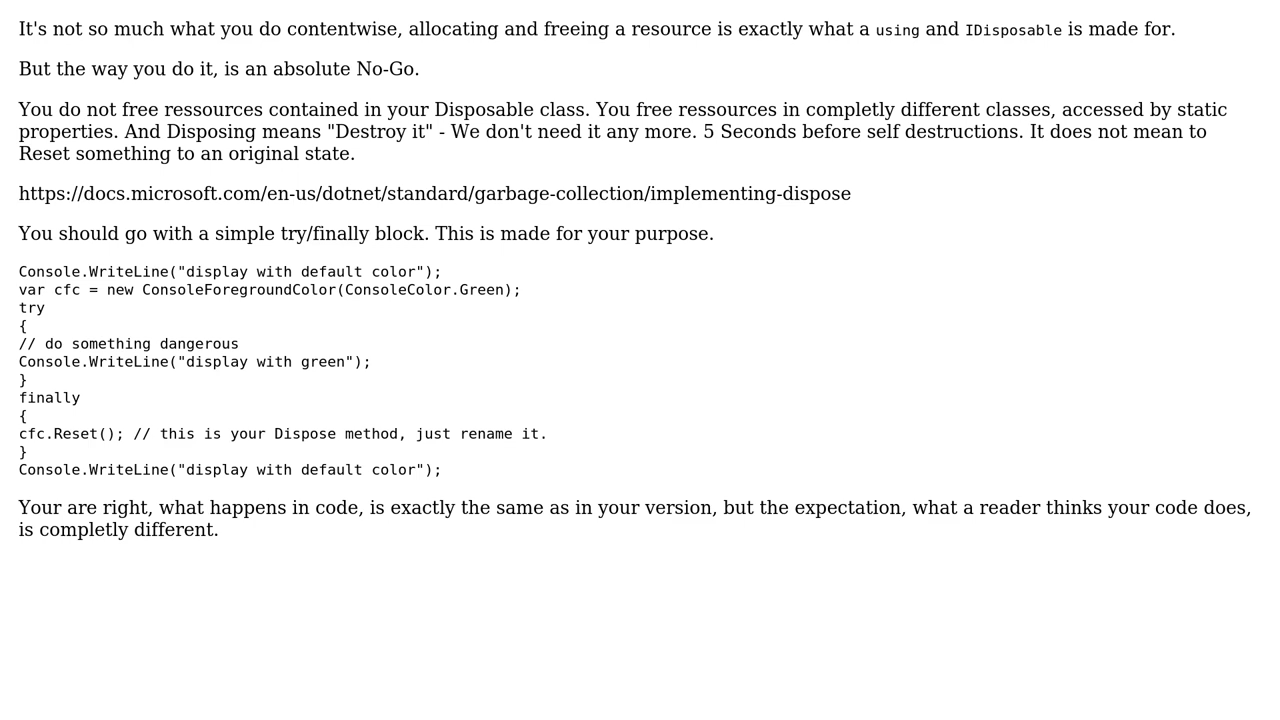 It's not so much what you do contentwise, allocating and freeing a resource is exactly what a using and IDisposable is made for.
But the way you do it, is an absolute No-Go.
You do not free ressources contained in your Disposable class. You free ressources in completly different classes, accessed by static
properties. And Disposing means "Destroy it" - We don't need it any more. 5 Seconds before self destructions. It does not mean to
Reset something to an original state.
https://docs.microsoft.com/en-us/dotnet/standard/garbage-collection/implementing-dispose
You should go with a simple try/finally block. This is made for your purpose.
Console.WriteLine("display with default color");
var cfc = new ConsoleForegroundColor(ConsoleColor.Green);
try
{
// do something dangerous
Console.WriteLine("display with green");
}
finally
{
cfc.Reset(); // this is your Dispose method, just rename it.
}
Console.WriteLine("display with default color");
Your are right, what happens in code, is exactly the same as in your version, but the expectation, what a reader thinks your code does,
is completly different.